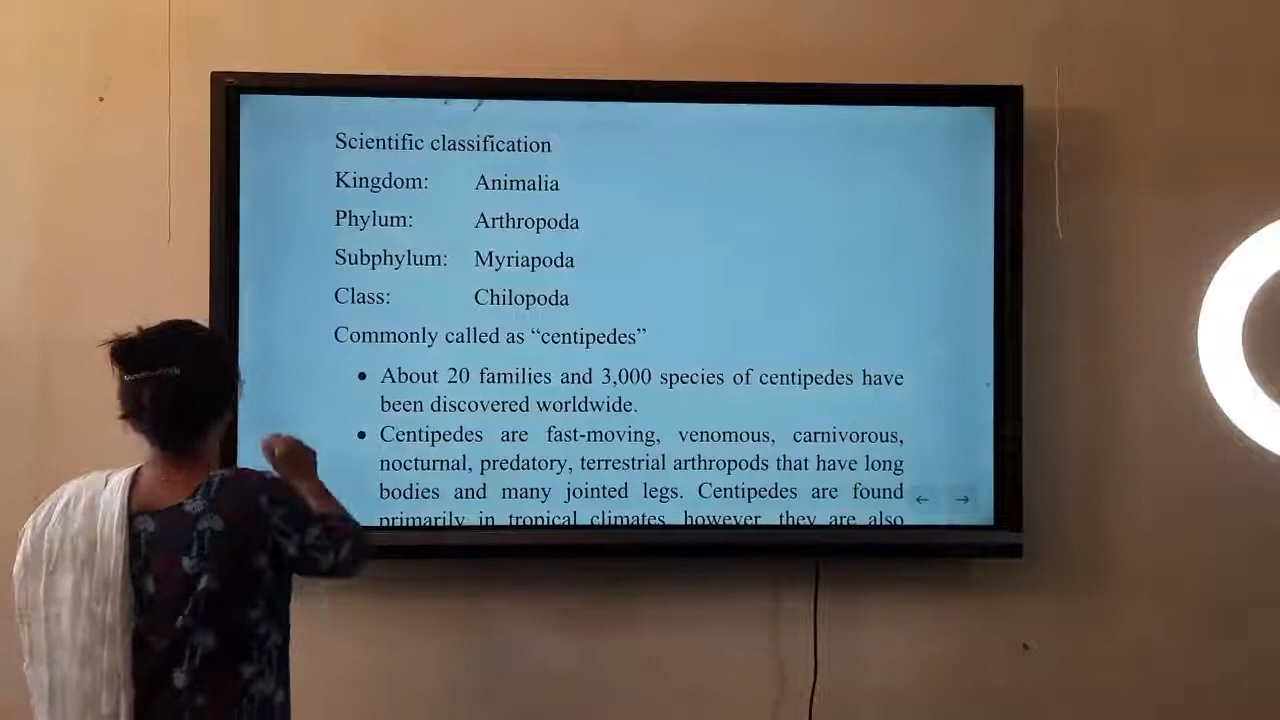 Scientific classification
Kingdom: Animalia
Phylum: Arthropoda
Subphylum: Myriapoda
Class: Chilopoda
Commonly called as “centipedes”
• About 20 families and 3,000 species of centipedes have
been discovered worldwide.
• Centipedes are fast-moving, venomous, carnivorous,
nocturnal, predatory, terrestrial arthropods that have long
bodies and many jointed legs. Centipedes are found
primarily in tropical climates, however, they are also